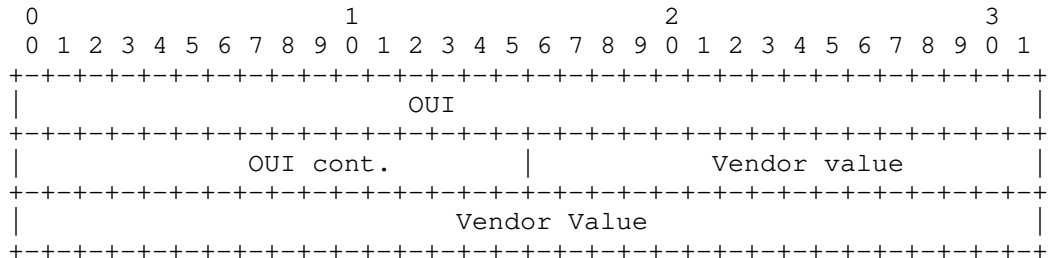 0                   1                   2                   3
 0 1 2 3 4 5 6 7 8 9 0 1 2 3 4 5 6 7 8 9 0 1 2 3 4 5 6 7 8 9 0 1
+-+-+-+-+-+-+-+-+-+-+-+-+-+-+-+-+-+-+-+-+-+-+-+-+-+-+-+-+-+-+-+-+
|                        OUI                                    |
+-+-+-+-+-+-+-+-+-+-+-+-+-+-+-+-+-+-+-+-+-+-+-+-+-+-+-+-+-+-+-+-+
|              OUI cont.        |           Vendor value        |
+-+-+-+-+-+-+-+-+-+-+-+-+-+-+-+-+-+-+-+-+-+-+-+-+-+-+-+-+-+-+-+-+
|                           Vendor Value                        |
+-+-+-+-+-+-+-+-+-+-+-+-+-+-+-+-+-+-+-+-+-+-+-+-+-+-+-+-+-+-+-+-+